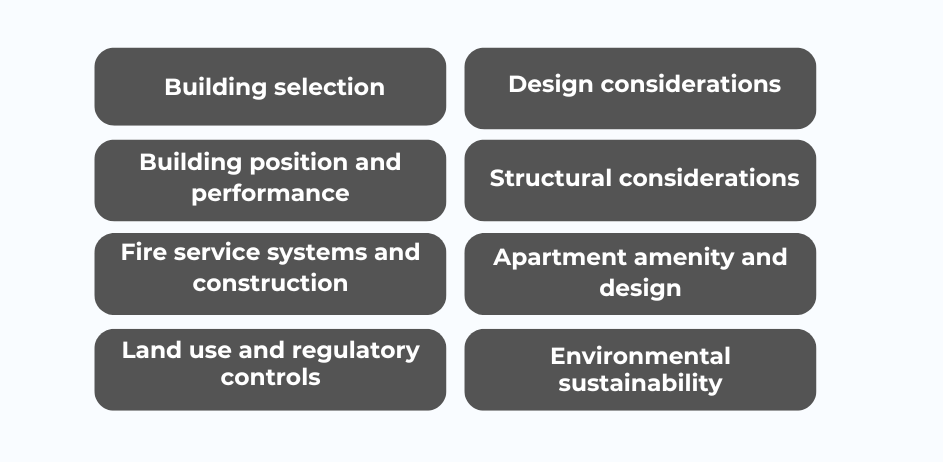 Building selection
Design considerations
Building position and
performance
Structural considerations
Fire service systems and
construction
Apartment amenity and
design
Land use and regulatory
controls
Environmental
sustainability